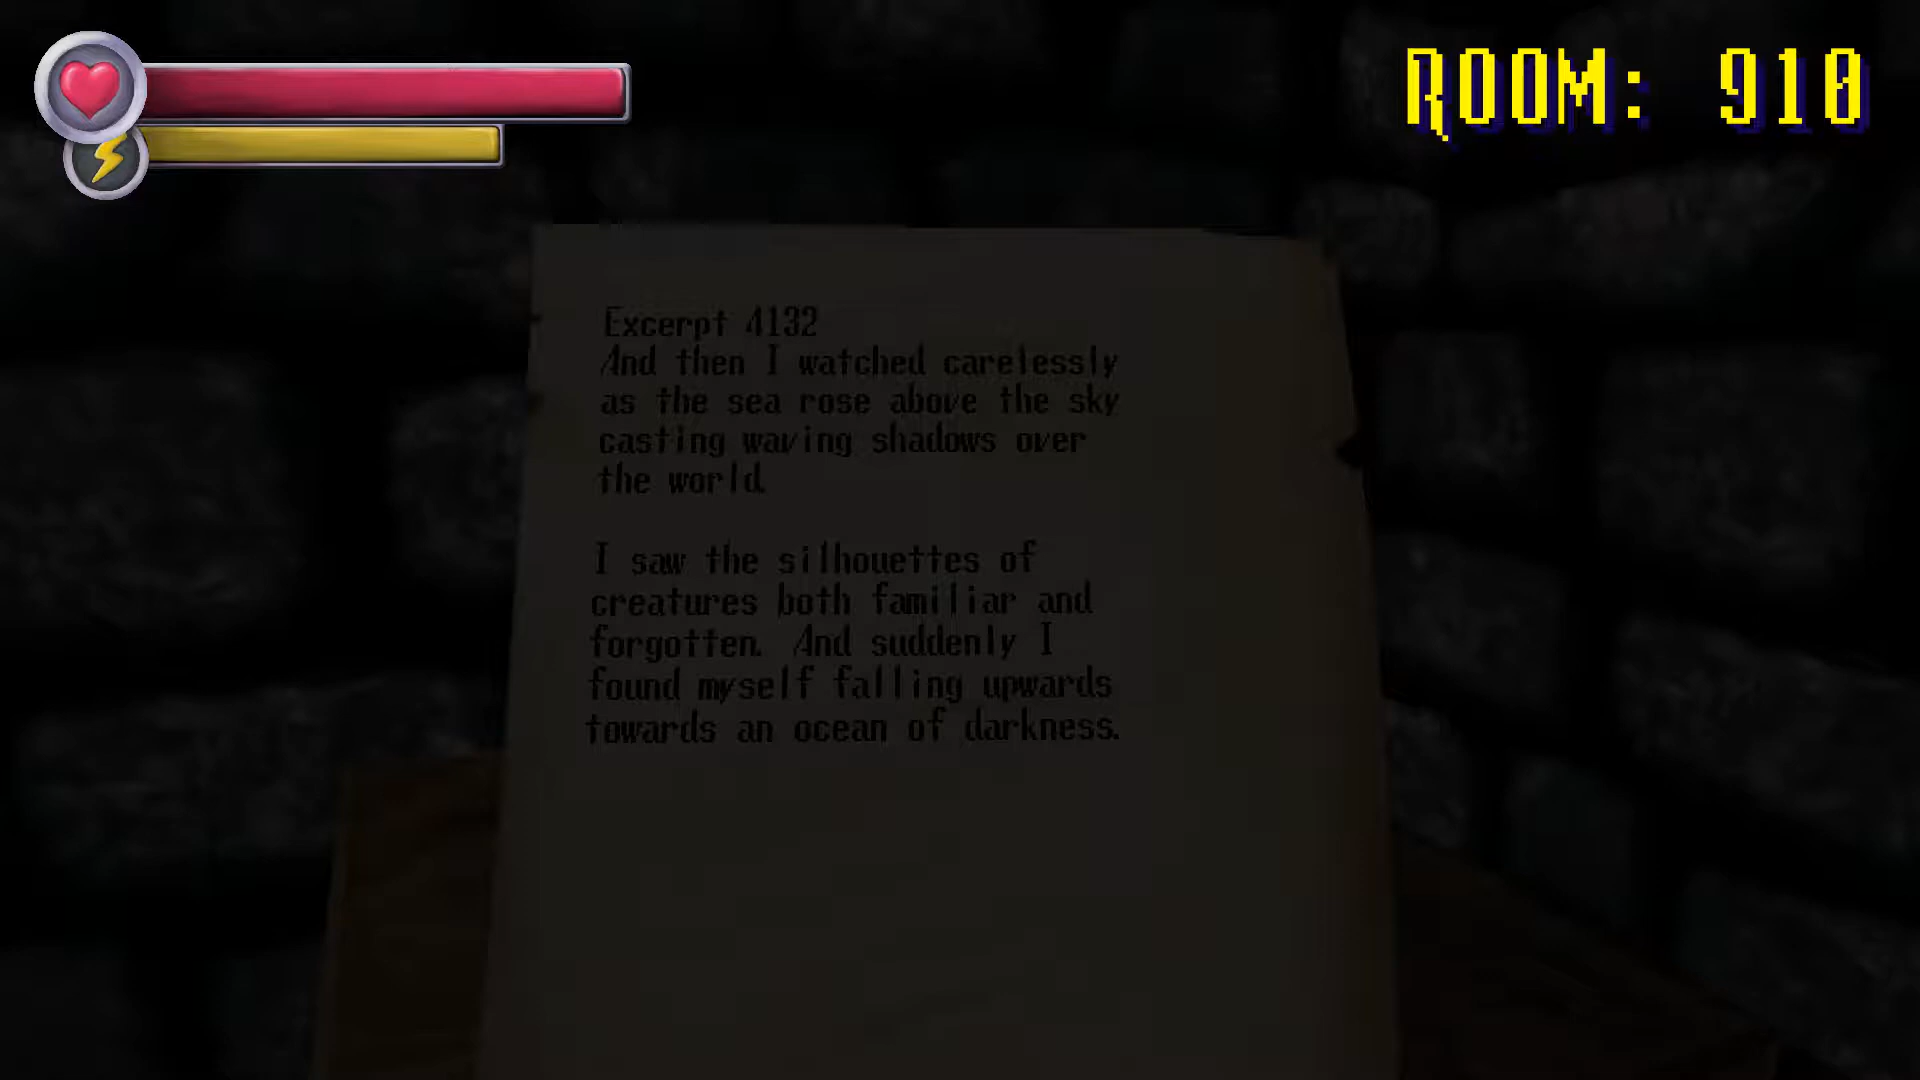 ROOM: 910
Excerpt 4132
And then I watched carelessly
as the sea rose above the sky
casting waving shadows over
the world.
I saw the silhouettes of
creatures both familiar and
forgotten. And suddenly I
found myself falling upwards
towards an ocean of darkness.